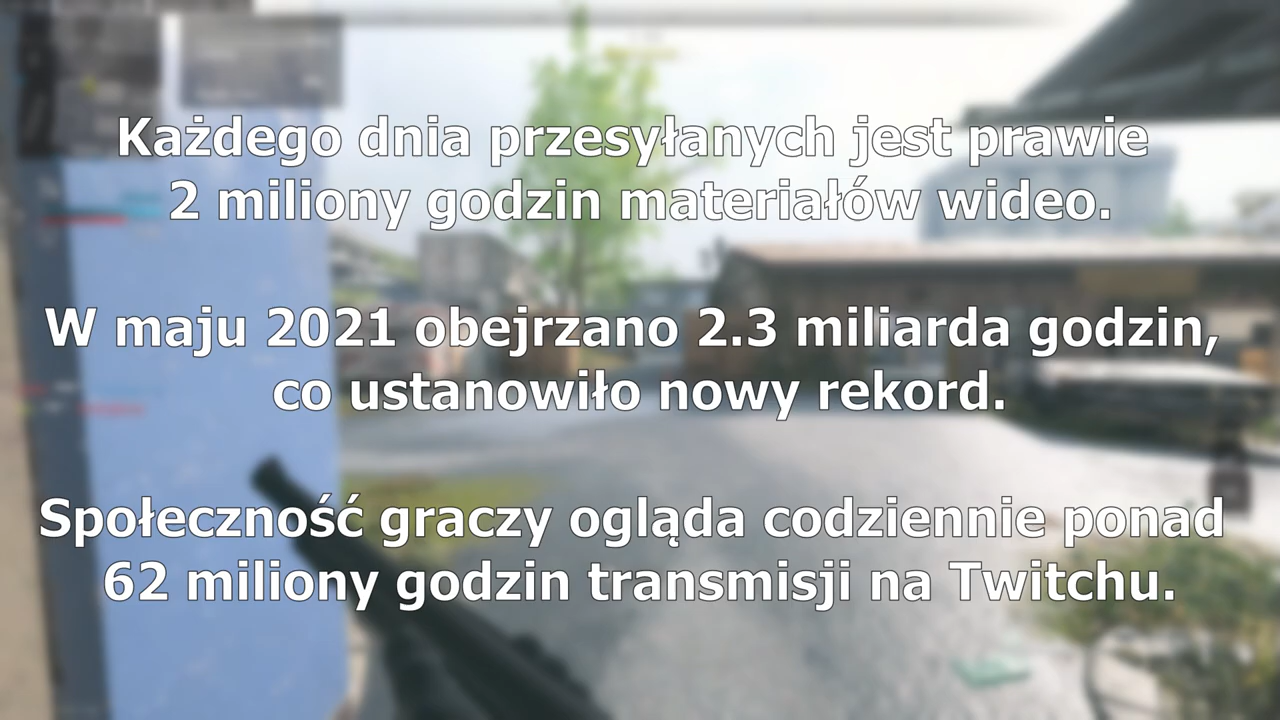 Każdego dnia przesyłanych jest prawie
2 miliony godzin materiałów wideo.
W maju 2021 obejrzano 2.3 miliarda godzin,
co ustanowiło nowy rekord.
Społeczność graczy ogląda codziennie ponad
62 miliony godzin transmisji na Twitchu.